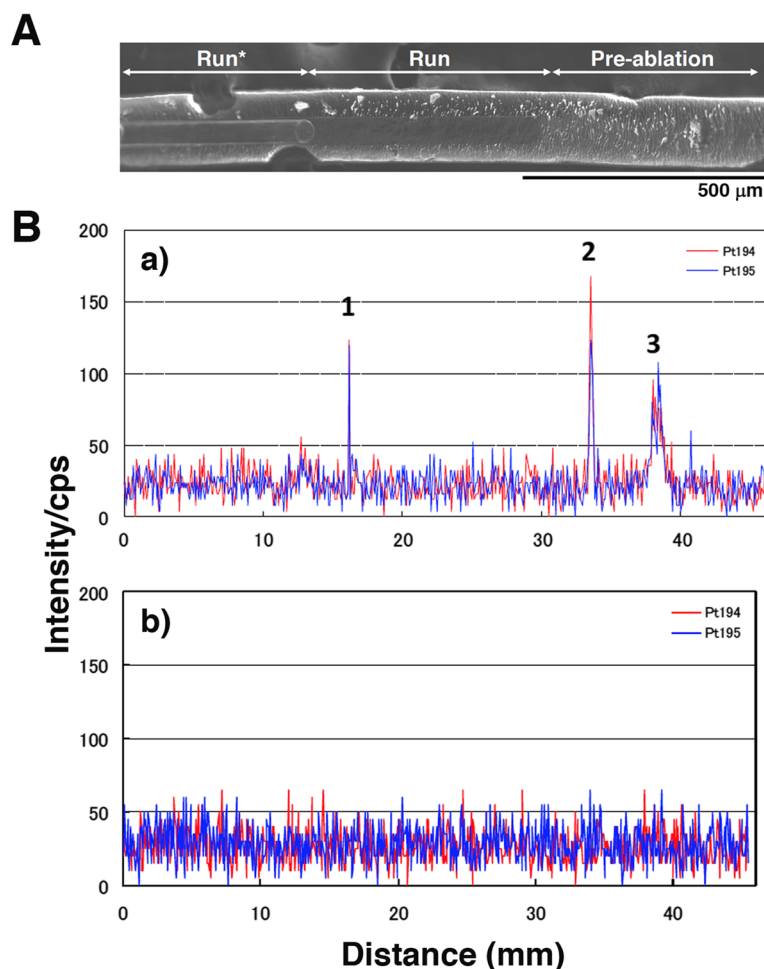 A
Run* Run Pre-ablation
500 μm
B
Intensity/cps
a)
200
150
100
50
0
1
2
3
Pt194
Pt195
0 10 20 30 40
b)
200
150
100
50
0
Pt194
Pt195
0 10 20 30 40
Distance (mm)